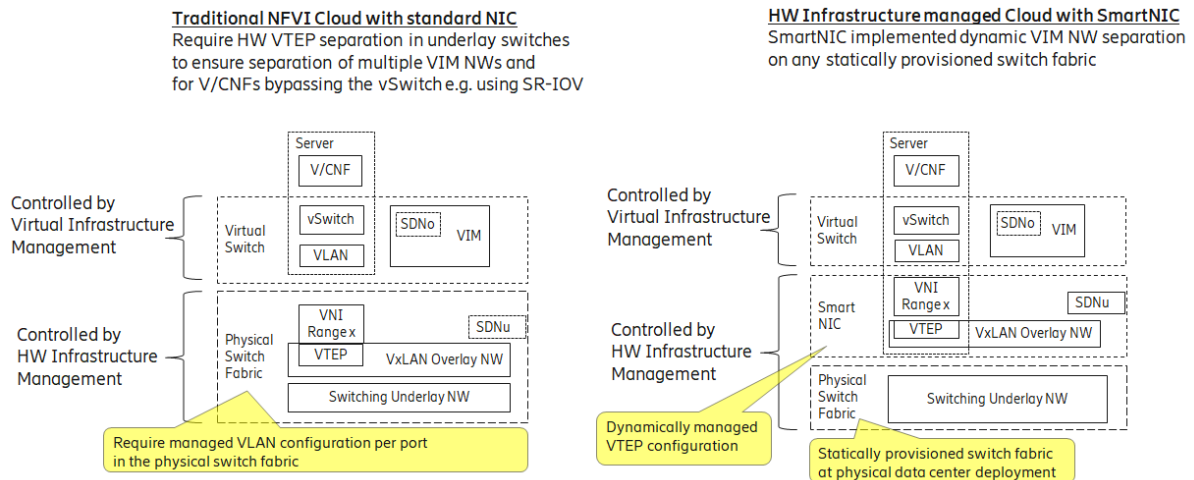 Traditional NFVI Cloud with standard NIC
Require HW VTEP separation in underlay switches
to ensure separation of multiple VIM NWs and
for V/CNFs bypassing the vSwitch e.g. using SR-IOV
Server
V/CNF
Controlled by
Virtual Infrastructure
Management
Virtual
Switch
vSwitch
VLAN
SDNo
VIM
Controlled by
HW Infrastructure
Management
Physical
Switch
Fabric
VNI
Range x
SDNu
VTEP
VxLAN Overlay NW
Switching Underlay NW
Require managed VLAN configuration per port
in the physical switch fabric
HW Infrastructure managed Cloud with SmartNIC
SmartNIC implemented dynamic VIM NW separation
on any statically provisioned switch fabric
Server
V/CNF
Controlled by
Virtual Infrastructure
Management
Virtual
Switch
vSwitch
VLAN
SDNo
VIM
Controlled by
HW Infrastructure
Management
Smart
NIC
VNI
Range x
SDNu
VTEP
VxLAN Overlay NW
Physical
Switch
Fabric
Switching Underlay NW
Dynamically managed
VTEP configuration
Statically provisioned switch fabric
at physical data center deployment